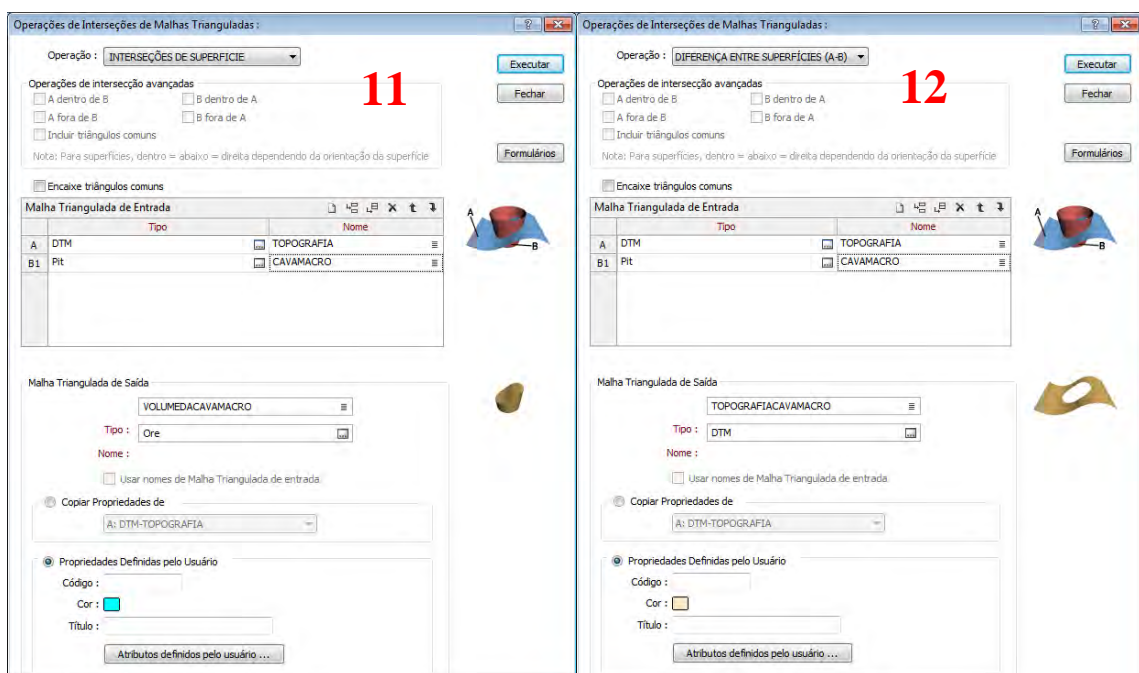 Operações de Interseções de Malhas Trianguladas :
Operação : INTERSEÇÕES DE SUPERFICIE
Executar
Operações de intersecção avançadas
11
A dentro de B B dentro de A
Fechar
A fora de B B fora de A
Incluir triângulos comuns
Nota: Para superfícies, dentro = abaixo = direita dependendo da orientação da superfície
Formulários
Encaixe triângulos comuns
Malha Triangulada de Entrada
Tipo Nome
A DTM TOPOGRAFIA
B1 Pit CAVAMACRO
A
B
Malha Triangulada de Saída
VOLUMEDACAVAMACRO
Tipo : Ore
Nome :
Usar nomes de Malha Triangulada de entrada
Copiar Propriedades de
A: DTM-TOPOGRAFIA
Propriedades Definidas pelo Usuário
Código :
Cor :
Título :
Atributos definidos pelo usuário ...
Operações de Interseções de Malhas Trianguladas :
Operação : DIFERENÇA ENTRE SUPERFÍCIES (A-B)
Executar
Operações de intersecção avançadas
12
A dentro de B B dentro de A
Fechar
A fora de B B fora de A
Incluir triângulos comuns
Nota: Para superfícies, dentro = abaixo = direita dependendo da orientação da superfície
Formulários
Encaixe triângulos comuns
Malha Triangulada de Entrada
Tipo Nome
A DTM TOPOGRAFIA
B1 Pit CAVAMACRO
A
B
Malha Triangulada de Saída
TOPOGRAFIACAVAMACRO
Tipo : DTM
Nome :
Usar nomes de Malha Triangulada de entrada
Copiar Propriedades de
A: DTM-TOPOGRAFIA
Propriedades Definidas pelo Usuário
Código :
Cor :
Título :
Atributos definidos pelo usuário ...